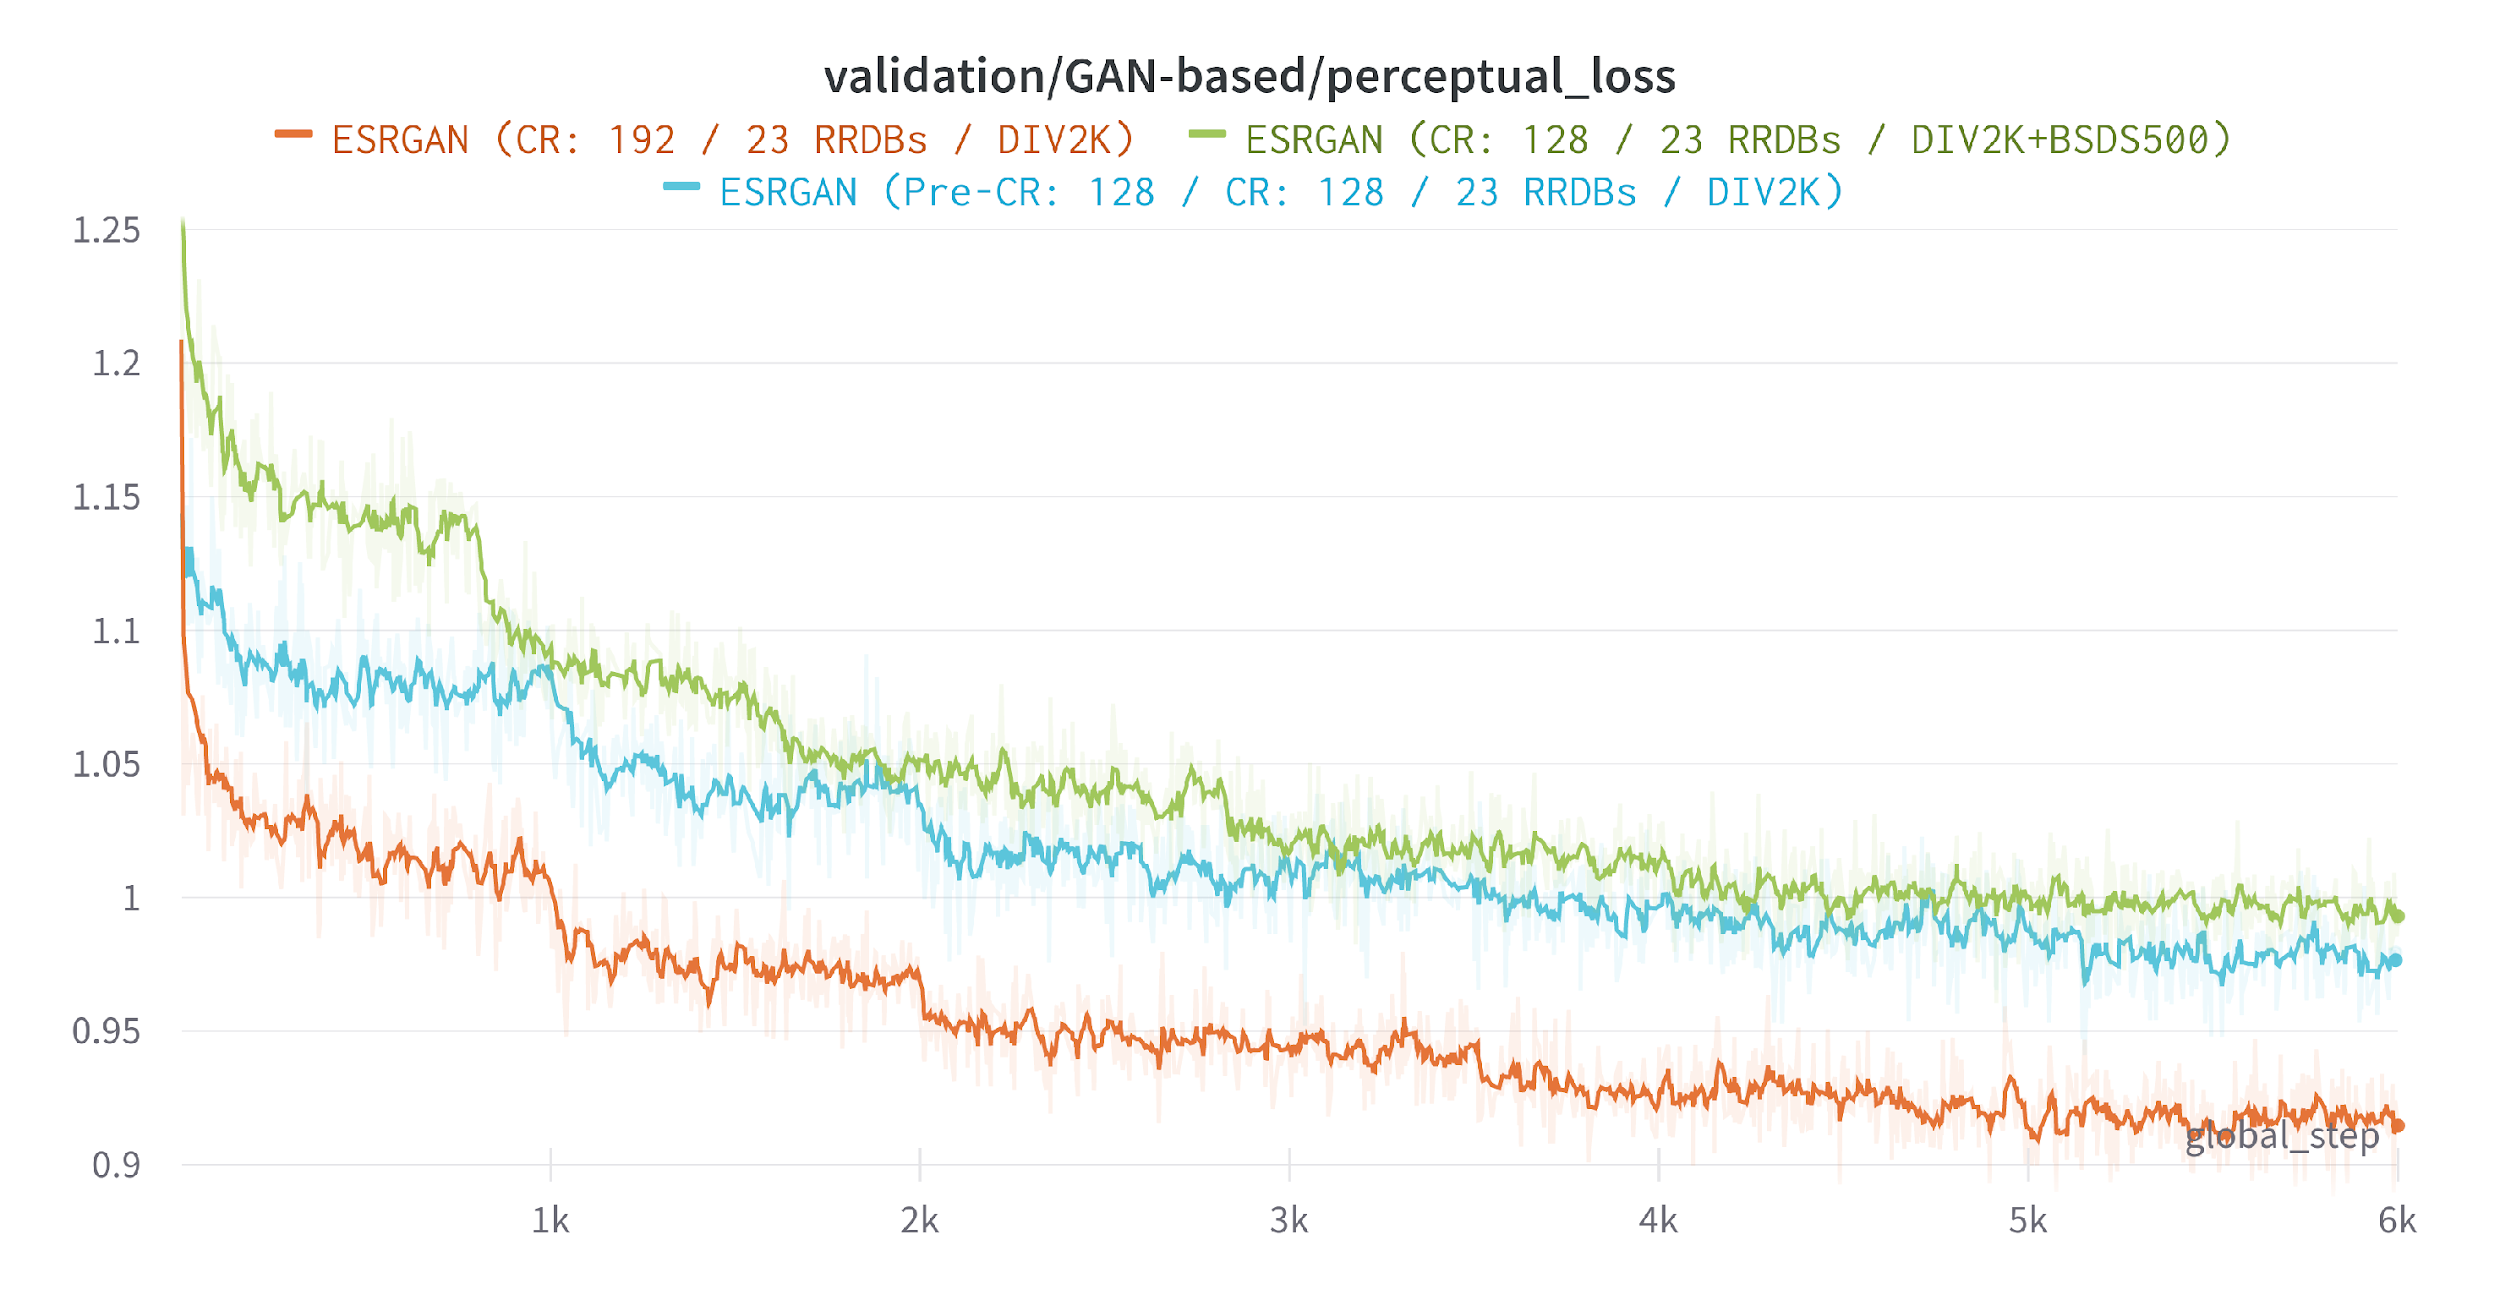 validation/GAN-based/perceptual_loss
ESRGAN (CR: 192 / 23 RRDBs / DIV2K) ESRGAN (CR: 128 / 23 RRDBs / DIV2K+BSDS500)
ESRGAN (Pre-CR: 128 / CR: 128 / 23 RRDBs / DIV2K)
1.25
1.2
1.15
1.1
1.05
1
0.95
0.9
global_step
1k 2k 3k 4k 5k 6k